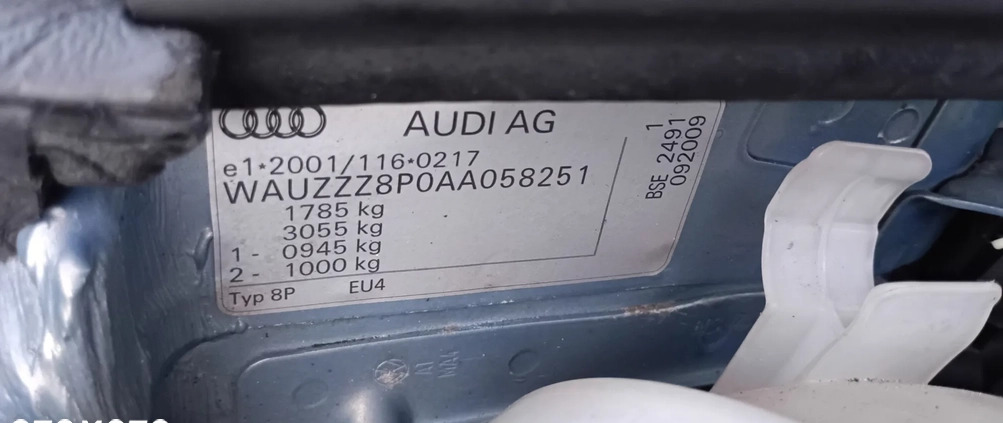 AUDI AG
e1*2001/116*0217
WAUZZZ8P0AA058251
1785 kg
3055 kg
1 - 0945 kg
2 - 1000 kg
Typ 8P EU4
BSE 2491 1
092009